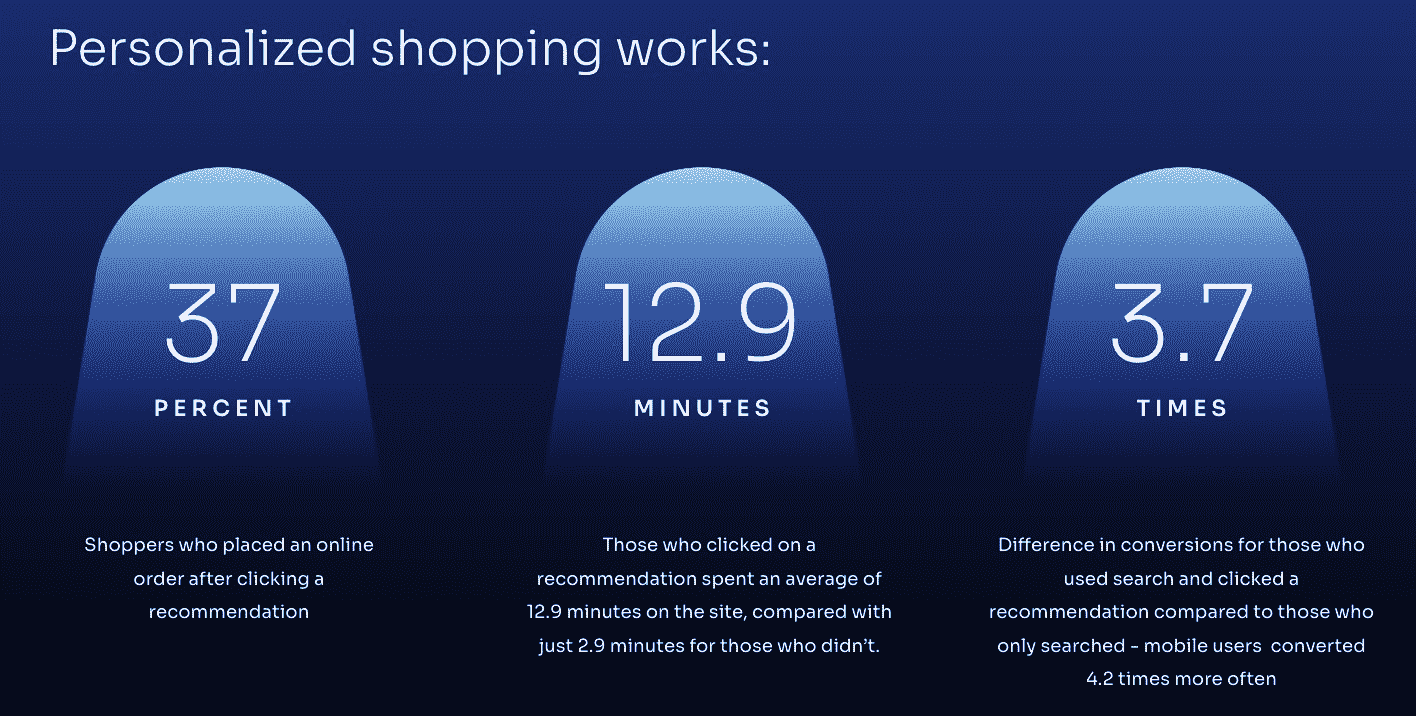 Personalized shopping works:
37
PERCENT
Shoppers who placed an online
order after clicking a
recommendation
12.9
MINUTES
Those who clicked on a
recommendation spent an average of
12.9 minutes on the site, compared with
just 2.9 minutes for those who didn’t.
3.7
TIMES
Difference in conversions for those who
used search and clicked a
recommendation compared to those who
only searched - mobile users  converted
4.2 times more often